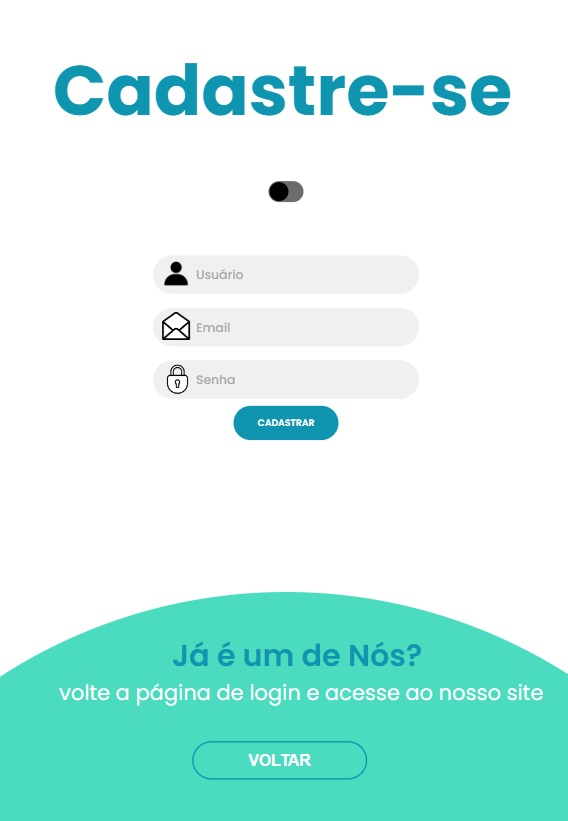 Cadastre-se
Usuário
Email
Senha
CADASTRAR
Já é um de Nós?
volte a página de login e acesse ao nosso site
VOLTAR